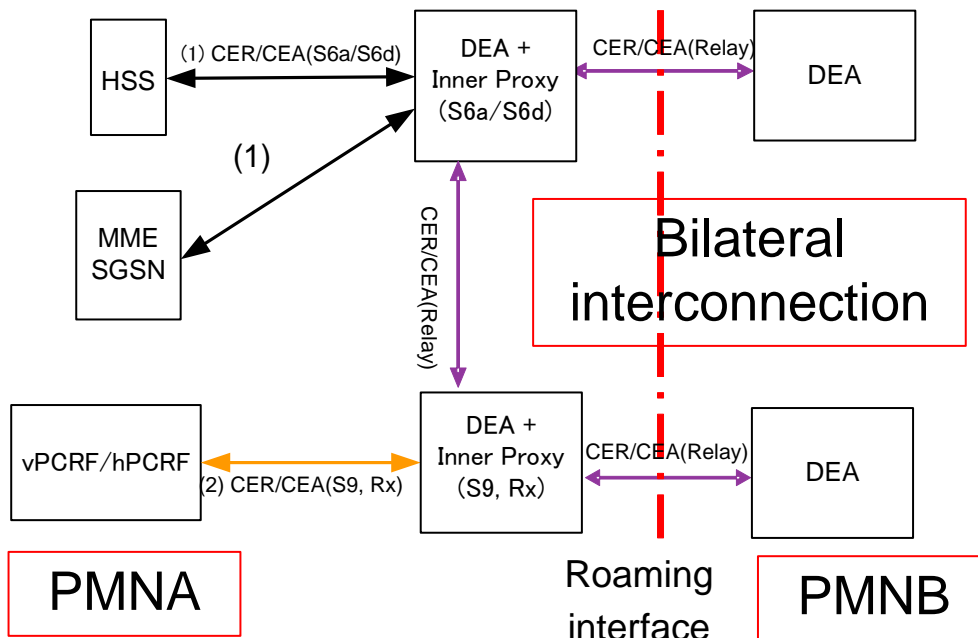 (1) CER/CEA(S6a/S6d)
HSS
DEA +
Inner Proxy
(S6a/S6d)
CER/CEA(Relay)
DEA
(1)
MME
SGSN
CER/CEA(Relay)
Bilateral
interconnection
vPCRF/hPCRF
(2) CER/CEA(S9, Rx)
DEA +
Inner Proxy
(S9, Rx)
CER/CEA(Relay)
DEA
PMNA
Roaming
interface
PMNB